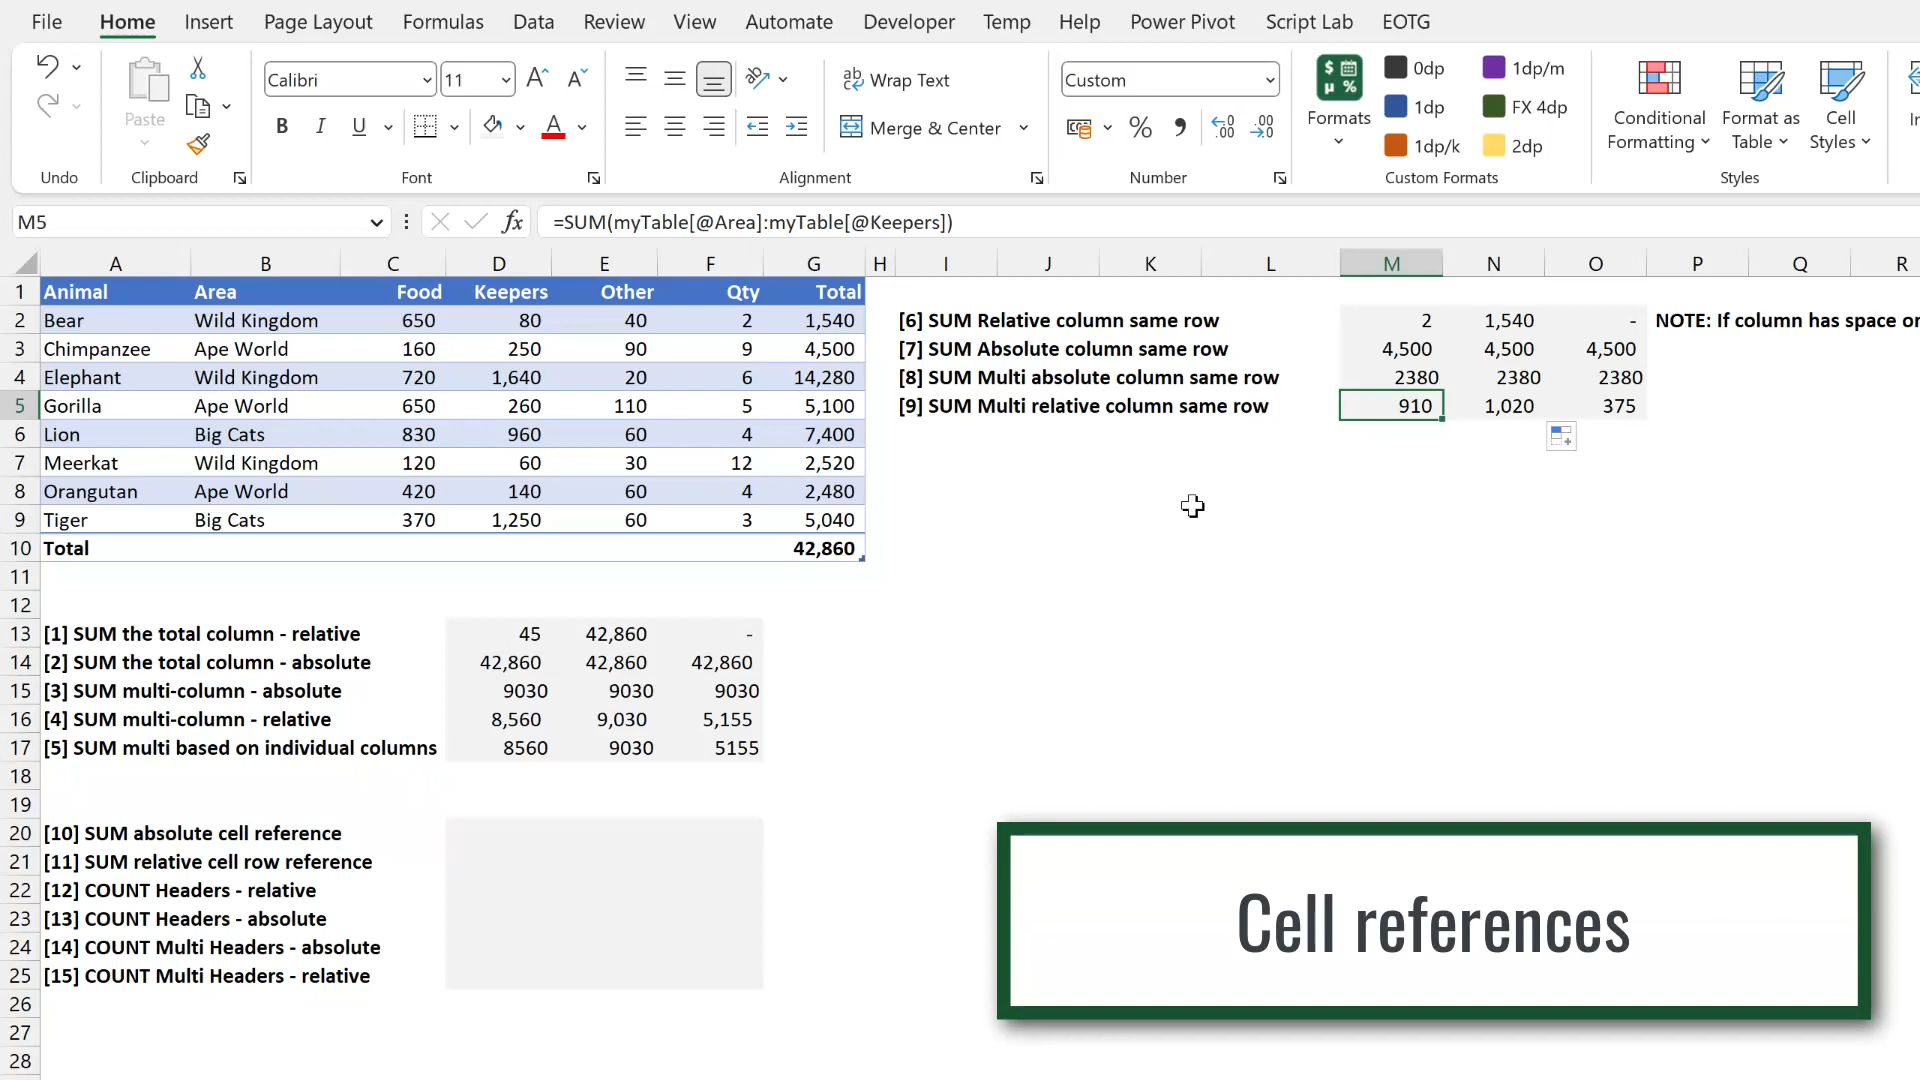 File Home Insert Page Layout Formulas Data Review View Automate Developer Temp Help Power Pivot Script Lab EOTG
Calibri 11 Wrap Text Custom 0dp 1dp/m
Paste B I U A Merge & Center % Formats 1dp FX 4dp Conditional Formatting Format as Table Cell Styles
1dp/k 2dp
Undo Clipboard Font Alignment Number Custom Formats Styles
M5 fx =SUM(myTable[@Area]:myTable[@Keepers])
A B C D E F G H I J K L M N O P Q R
1 Animal Area Food Keepers Other Qty Total
2 Bear Wild Kingdom 650 80 40 2 1,540 [6] SUM Relative column same row 2 1,540 - NOTE: If column has space
3 Chimpanzee Ape World 160 250 90 9 4,500 [7] SUM Absolute column same row 4,500 4,500 4,500
4 Elephant Wild Kingdom 720 1,640 20 6 14,280 [8] SUM Multi absolute column same row 2380 2380 2380
5 Gorilla Ape World 650 260 110 5 5,100 [9] SUM Multi relative column same row 910 1,020 375
6 Lion Big Cats 830 960 60 4 7,400
7 Meerkat Wild Kingdom 120 60 30 12 2,520
8 Orangutan Ape World 420 140 60 4 2,480
9 Tiger Big Cats 370 1,250 60 3 5,040
10 Total 42,860
11
12
13 [1] SUM the total column - relative 45 42,860 -
14 [2] SUM the total column - absolute 42,860 42,860 42,860
15 [3] SUM multi-column - absolute 9030 9030 9030
16 [4] SUM multi-column - relative 8,560 9,030 5,155
17 [5] SUM multi based on individual columns 8560 9030 5155
18
19
20 [10] SUM absolute cell reference
21 [11] SUM relative cell row reference
22 [12] COUNT Headers - relative
23 [13] COUNT Headers - absolute
24 [14] COUNT Multi Headers - absolute
25 [15] COUNT Multi Headers - relative
26
27
28
Cell references